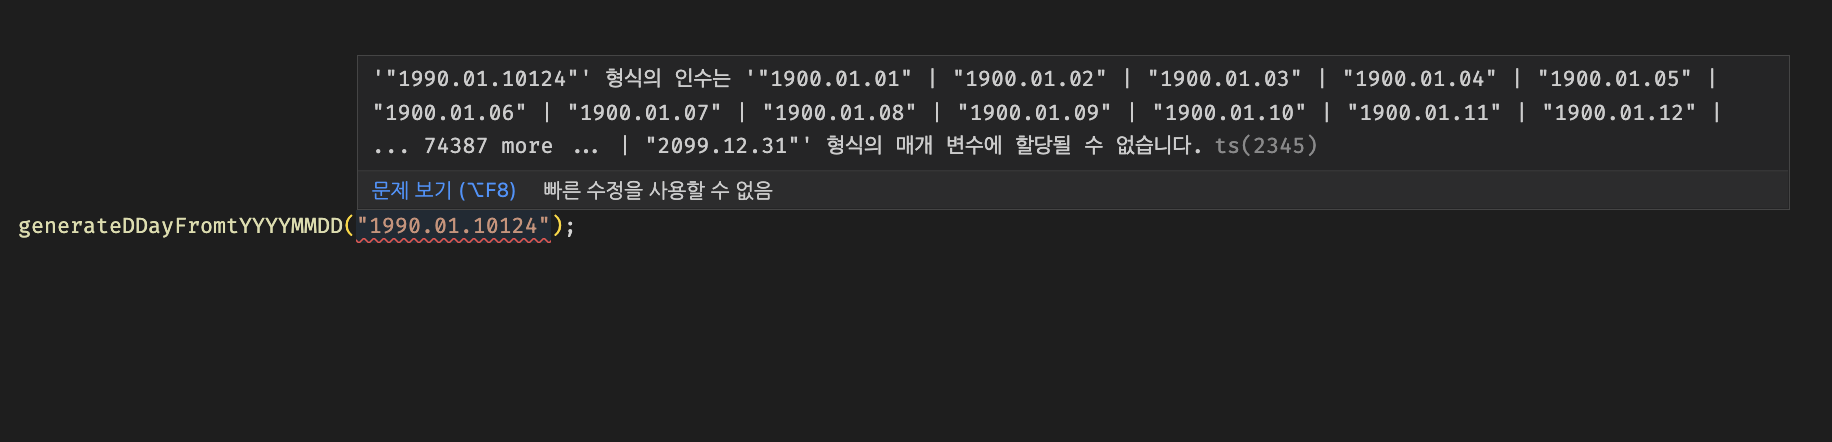 '"1990.01.10124"' 형식의 인수는 '"1900.01.01" | "1900.01.02" | "1900.01.03" | "1900.01.04" | "1900.01.05" |
"1900.01.06" | "1900.01.07" | "1900.01.08" | "1900.01.09" | "1900.01.10" | "1900.01.11" | "1900.01.12" |
... 74387 more ... | "2099.12.31"' 형식의 매개 변수에 할당될 수 없습니다. ts(2345)
문제 보기 (⌥F8) 빠른 수정을 사용할 수 없음
generateDDayFromtYYYYMMDD("1990.01.10124");